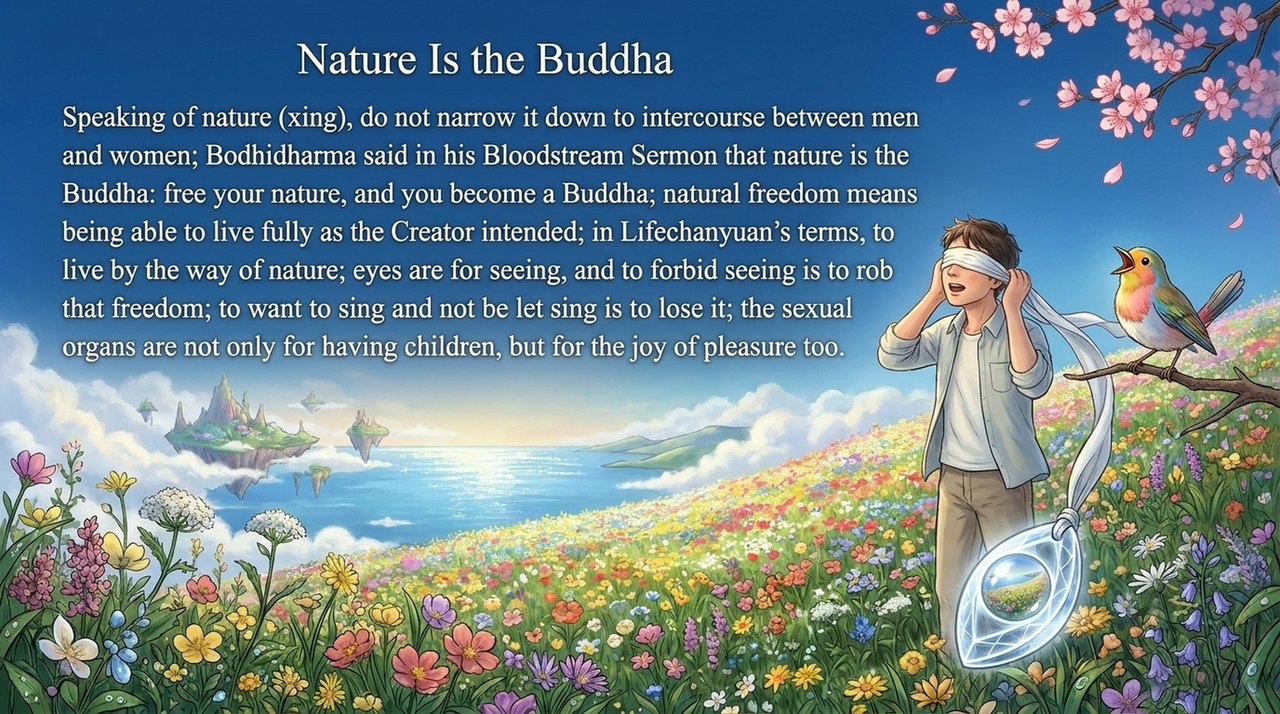 Nature Is the Buddha
Speaking of nature (xing), do not narrow it down to intercourse between men
and women; Bodhidharma said in his Bloodstream Sermon that nature is the
Buddha: free your nature, and you become a Buddha; natural freedom means
being able to live fully as the Creator intended; in Lifechanyuan’s terms, to
live by the way of nature; eyes are for seeing, and to forbid seeing is to rob
that freedom; to want to sing and not be let sing is to lose it; the sexual
organs are not only for having children, but for the joy of pleasure too.